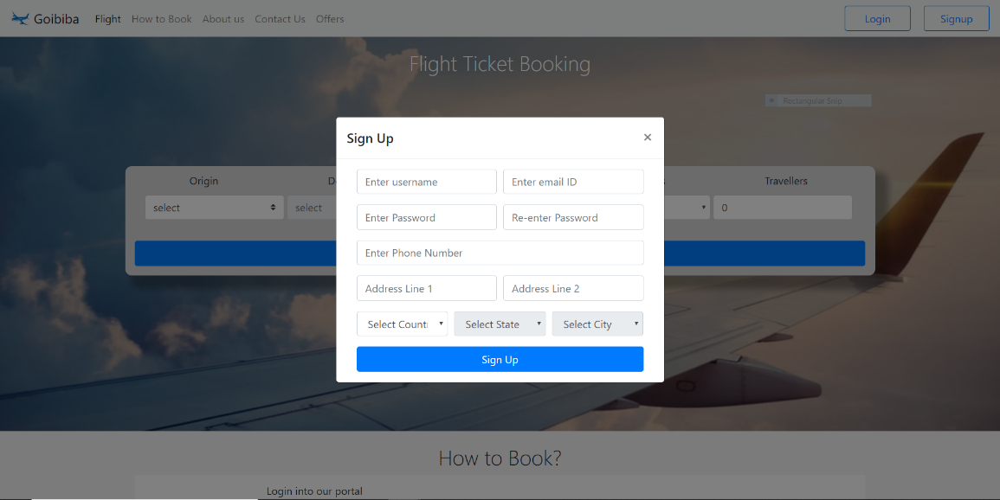 Goibiba Flight How to Book About us Contact Us Offers Login Signup
Flight Ticket Booking
Rectangular Snip
Sign Up ×
Enter username Enter email ID
Origin Travellers
select select 0
Enter Password Re-enter Password
Enter Phone Number
Address Line 1 Address Line 2
Select Count Select State Select City
Sign Up
How to Book?
Login into our portal